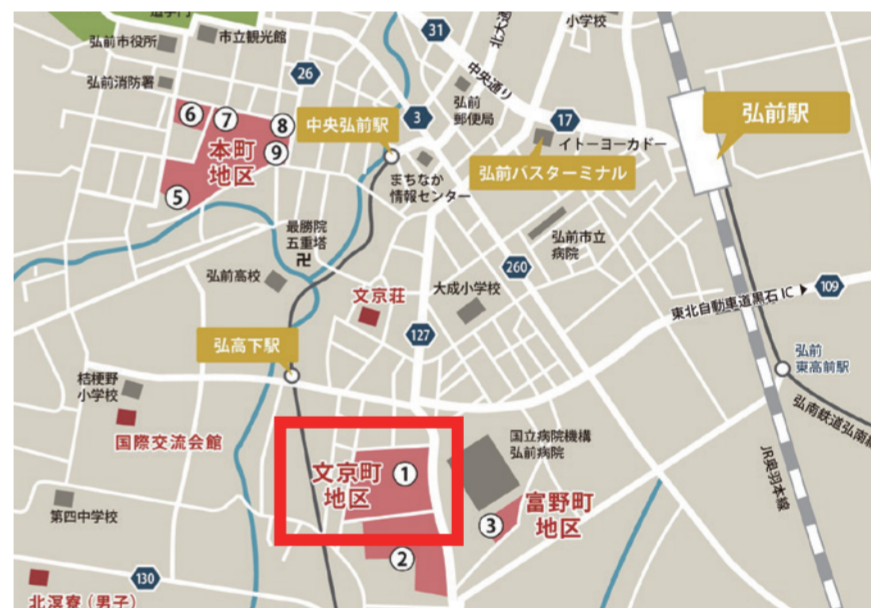 弘前市役所
市立観光館
弘前消防署
26
31
北大通
小学校
中央通り
3
弘前
郵便局
17
イトーヨーカドー
弘前駅
6
7
8
9
本町
地区
5
中央弘前駅
弘前バスターミナル
まちなか
情報センター
最勝院
五重塔
卍
弘前高校
文京荘
大成小学校
260
弘前市立
病院
東北自動車道黒石IC▶
109
127
弘高下駅
弘前
東高前駅
弘南鉄道弘南線
桔梗野
小学校
国際交流会館
国立病院機構
弘前病院
文京町
地区
1
富野町
地区
3
2
JR奥羽本線
第四中学校
130
北溟寮(男子)